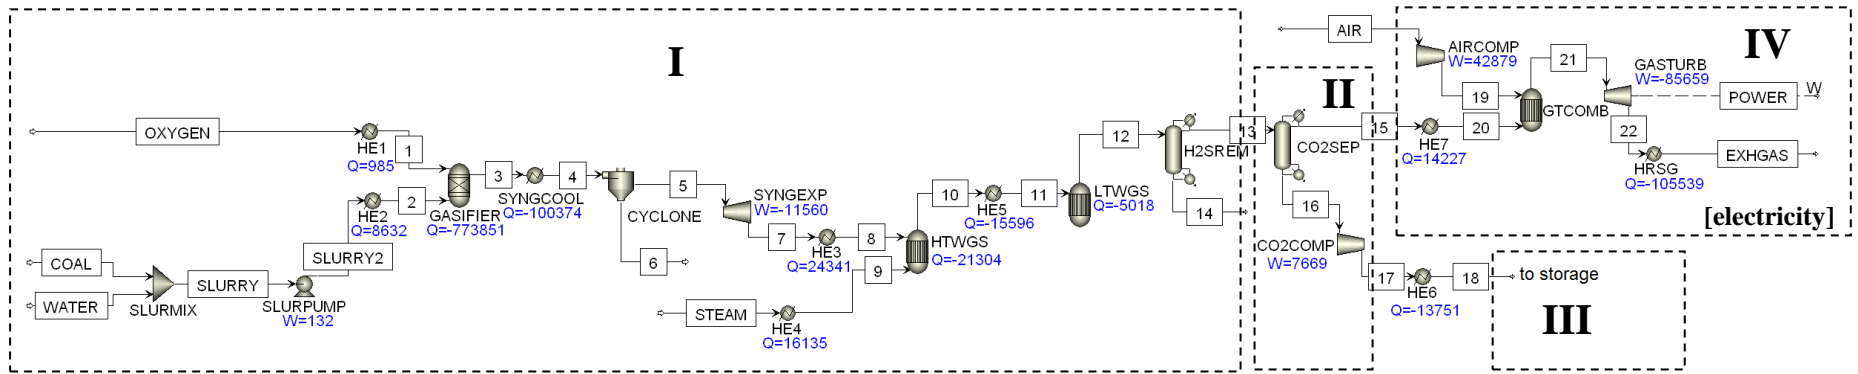 I
OXYGEN
HE1
Q=985
1
HE2
Q=8632
2
GASIFIER
Q=-773851
COAL
WATER
SLURMIX
SLURRY
SLURRY2
SLURPUMP
W=132
3
SYNGCOOL
Q=-100374
4
CYCLONE
5
6
SYNGEXP
W=-11560
7
HE3
Q=24341
8
9
STEAM
HE4
Q=16135
HTWGS
Q=-21304
10
HE5
Q=-15596
11
LTWGS
Q=-5018
12
H2SREM
13
14
II
CO2SEP
15
16
CO2COMP
W=7669
17
HE6
Q=-13751
18
to storage
III
IV
AIR
AIRCOMP
W=42879
19
HE7
Q=14227
20
GTCOMB
21
GASTURB
W=-85659
POWER
W
22
HRSG
Q=-105539
EXHGAS
[electricity]